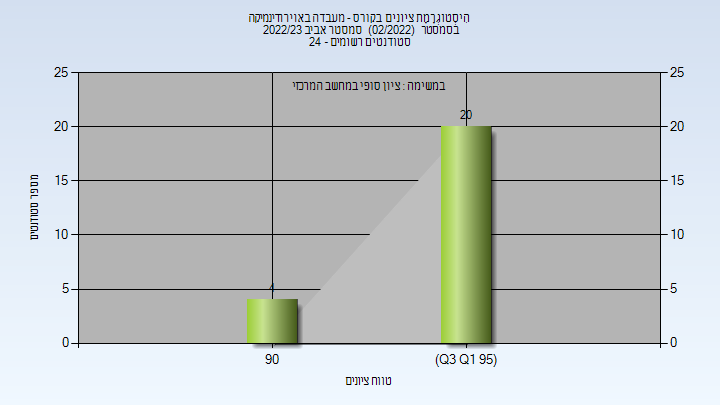 היסטוגרמת ציונים בקורס - מעבדה באוירודינמיקה
בסמסטר (02/2022) סמסטר אביב 2022/23
סטודנטים רשומים - 24
במשימה : ציון סופי במחשב המרכזי
25 25
20 20
20
15 15
10 10
5 5
4
0 0
90 (Q3 Q1 95)
מספר סטודנטים
טווח ציונים